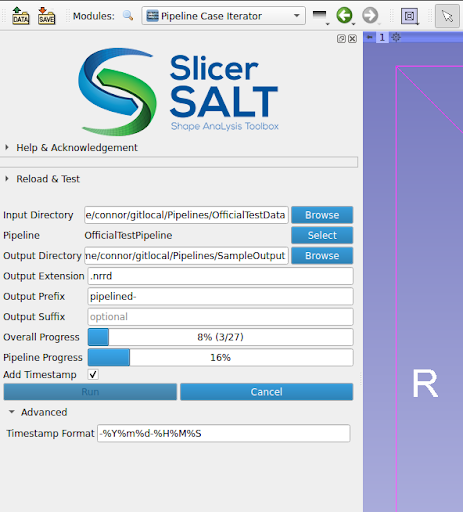 DATA SAVE Modules: Pipeline Case Iterator
1
Slicer
SALT
Shape AnaLysis Toolbox
Help & Acknowledgement
Reload & Test
Input Directory e/connor/gitlocal/Pipelines/OfficialTestData Browse
Pipeline OfficialTestPipeline Select
Output Directory ne/connor/gitlocal/Pipelines/SampleOutput Browse
Output Extension .nrrd
Output Prefix pipelined-
Output Suffix optional
Overall Progress 8% (3/27)
Pipeline Progress 16%
Add Timestamp
Run Cancel
Advanced
Timestamp Format -%Y%m%d-%H%M%S
R